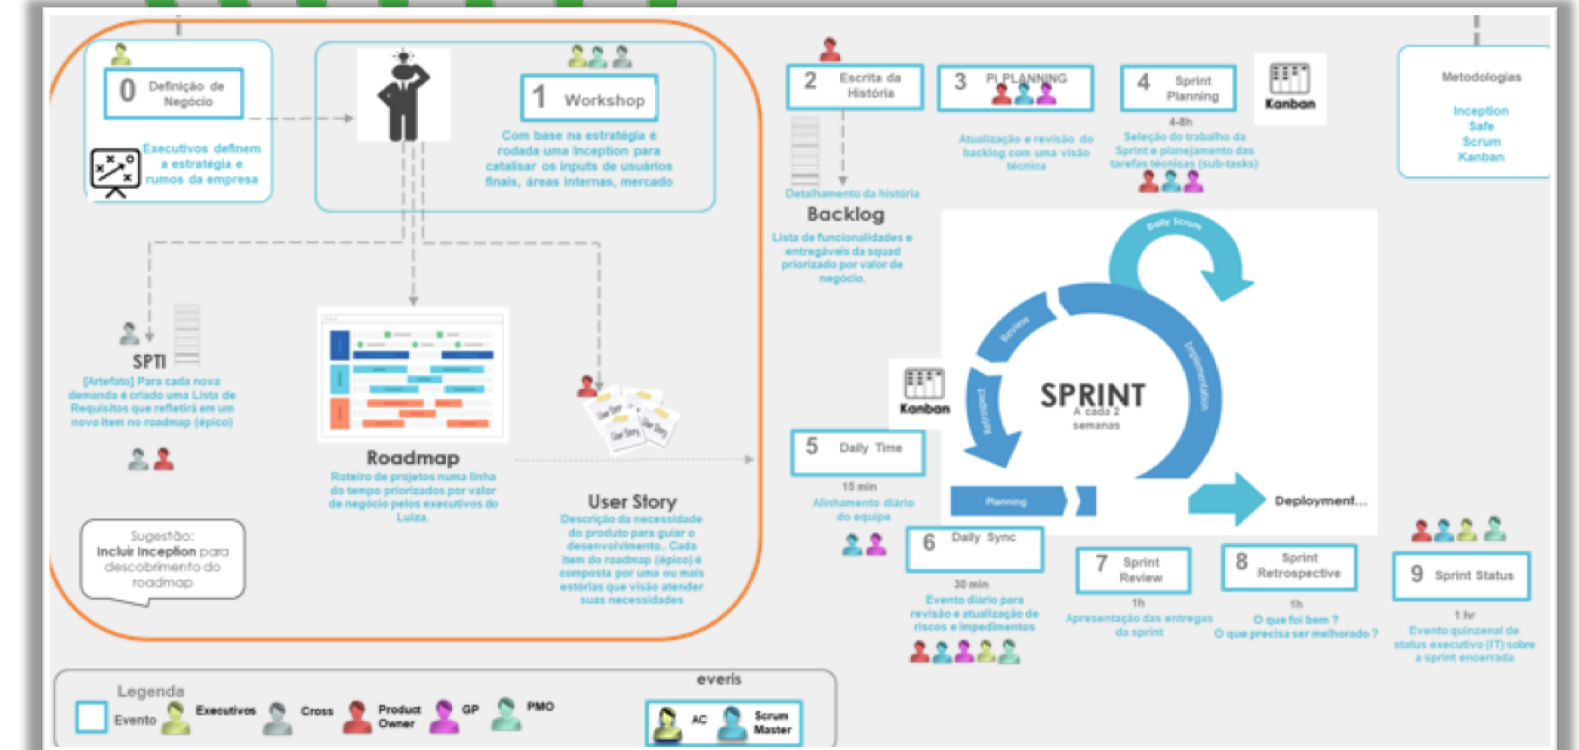 0 Definição de
Negócio
Executivos definem
a estratégia e
rumos da empresa
1 Workshop
Com base na estratégia é
rodada uma Inception para
catalisar os inputs de usuários
finais, áreas internas, mercado
SPTI
[Artefato] Para cada nova
demanda é criado uma Lista de
Requisitos que refletirá em um
novo item no roadmap (épico)
Roadmap
Roteiro de projetos numa linha
do tempo priorizados por valor
de negócio pelos executivos do
Luiza.
User Story
User Story
User Story
User Story
Descrição da necessidade
do produto para guiar o
desenvolvimento.. Cada
item do roadmap (épico) é
composta por uma ou mais
estórias que visão atender
suas necessidades
Sugestão:
Incluir Inception para
descobrimento do
roadmap
2 Escrita da
História
Detalhamento da história
Backlog
Lista de funcionalidades e
entregáveis da squad
priorizado por valor de
negócio.
3 PI PLANNING
Atualização e revisão do
backlog com uma visão
técnica
4 Sprint
Planning
4-8h
Seleção do trabalho da
Sprint e planejamento das
tarefas técnicas (sub-tasks)
Kanban
Metodologias
Inception
Safe
Scrum
Kanban
Daily Scrum
Review
Implementation
Retrospect
SPRINT
A cada 2
semanas
Planning
Deployment...
Kanban
5 Daily Time
15 min
Alinhamento diário
do equipe
6 Daily Sync
30 min
Evento diário para
revisão e atualização de
riscos e impedimentos
7 Sprint
Review
1h
Apresentação das entregas
da sprint
8 Sprint
Retrospective
1h
O que foi bem ?
O que precisa ser melhorado ?
9 Sprint Status
1 hr
Evento quinzenal de
status executivo (IT) sobre
a sprint encerrada
Legenda
Evento
Executivos
Cross
Product
Owner
GP
PMO
everis
AC
Scrum
Master